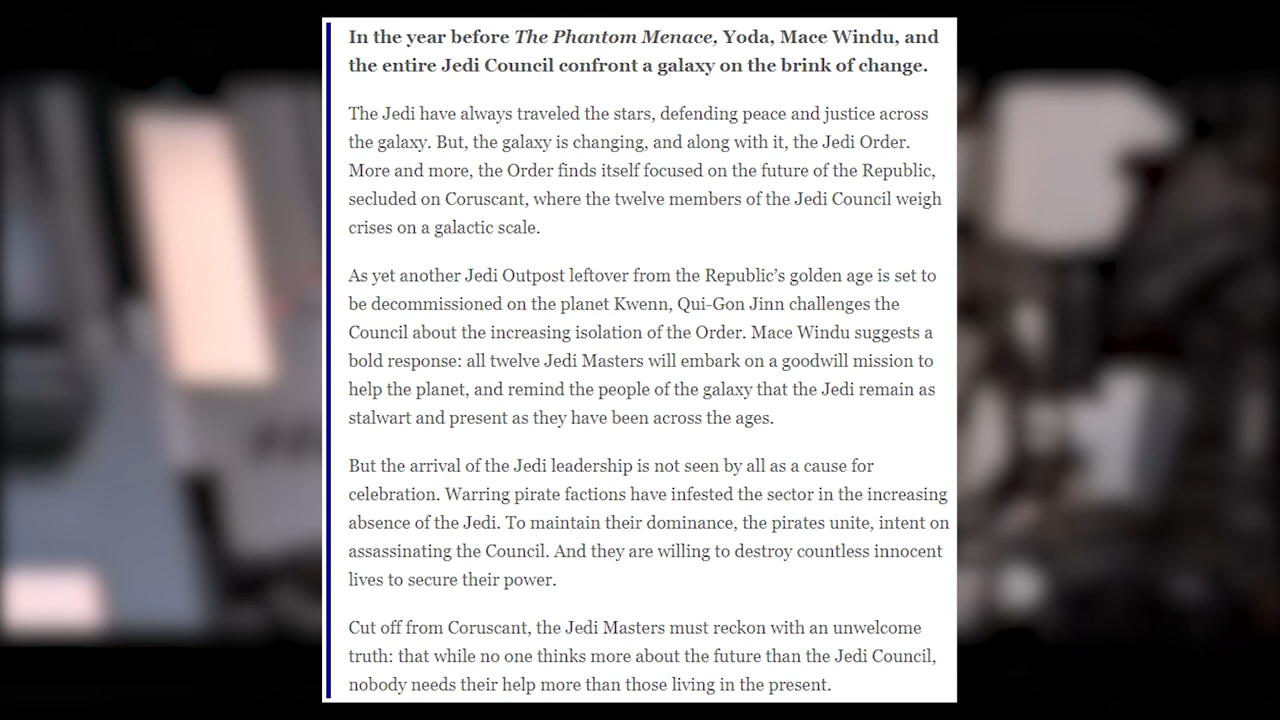 In the year before The Phantom Menace, Yoda, Mace Windu, and
the entire Jedi Council confront a galaxy on the brink of change.
The Jedi have always traveled the stars, defending peace and justice across
the galaxy. But, the galaxy is changing, and along with it, the Jedi Order.
More and more, the Order finds itself focused on the future of the Republic,
secluded on Coruscant, where the twelve members of the Jedi Council weigh
crises on a galactic scale.
As yet another Jedi Outpost leftover from the Republic’s golden age is set to
be decommissioned on the planet Kwenn, Qui-Gon Jinn challenges the
Council about the increasing isolation of the Order. Mace Windu suggests a
bold response: all twelve Jedi Masters will embark on a goodwill mission to
help the planet, and remind the people of the galaxy that the Jedi remain as
stalwart and present as they have been across the ages.
But the arrival of the Jedi leadership is not seen by all as a cause for
celebration. Warring pirate factions have infested the sector in the increasing
absence of the Jedi. To maintain their dominance, the pirates unite, intent on
assassinating the Council. And they are willing to destroy countless innocent
lives to secure their power.
Cut off from Coruscant, the Jedi Masters must reckon with an unwelcome
truth: that while no one thinks more about the future than the Jedi Council,
nobody needs their help more than those living in the present.